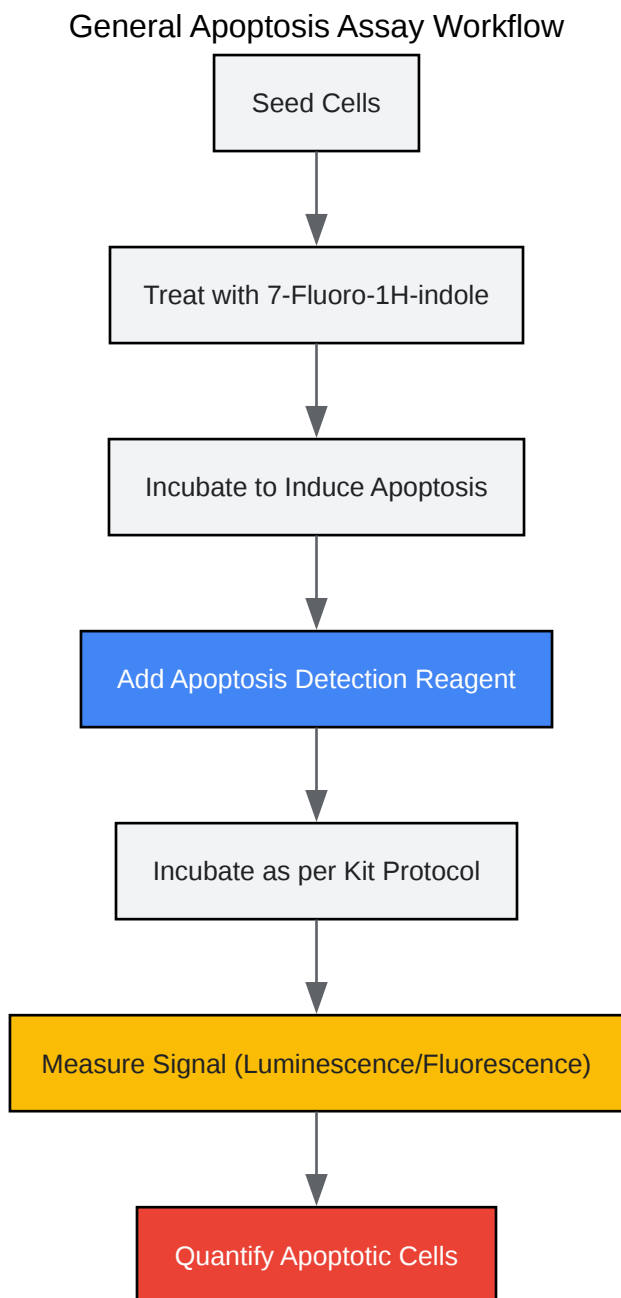 General Apoptosis Assay Workflow
Seed Cells
Treat with 7-Fluoro-1H-indole
Incubate to Induce Apoptosis
Add Apoptosis Detection Reagent
Incubate as per Kit Protocol
Measure Signal (Luminescence/Fluorescence)
Quantify Apoptotic Cells